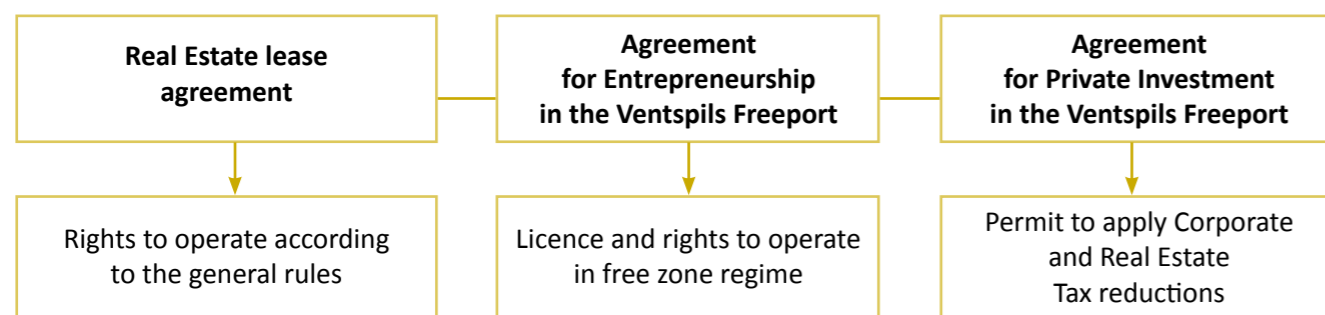 Real Estate lease
agreement
Agreement
for Entrepreneurship
in the Ventspils Freeport
Agreement
for Private Investment
in the Ventspils Freeport
Rights to operate according
to the general rules
Licence and rights to operate
in free zone regime
Permit to apply Corporate
and Real Estate
Tax reductions